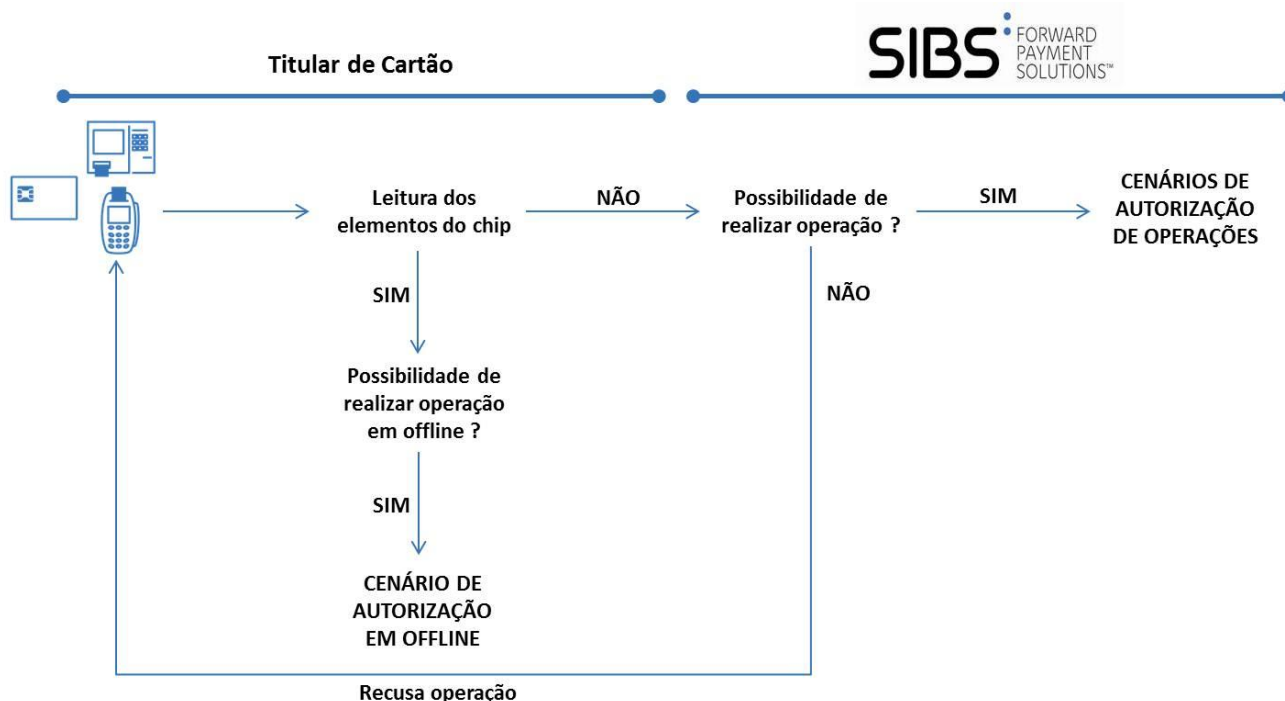 Titular de Cartão
SIBS
FORWARD
PAYMENT
SOLUTIONS™
Leitura dos
elementos do chip
NÃO
Possibilidade de
realizar operação ?
SIM
CENÁRIOS DE
AUTORIZAÇÃO
DE OPERAÇÕES
SIM
NÃO
Possibilidade de
realizar operação
em offline ?
SIM
CENÁRIO DE
AUTORIZAÇÃO
EM OFFLINE
Recusa operação